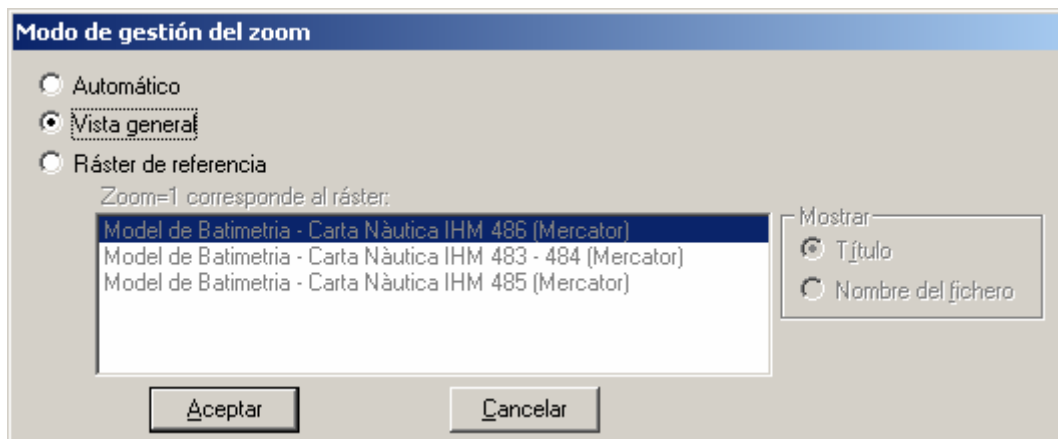 Modo de gestión del zoom
Automático
Vista general
Ráster de referencia
Zoom=1 corresponde al ráster:
Model de Batimetria - Carta Nàutica IHM 486 (Mercator)
Model de Batimetria - Carta Nàutica IHM 483 - 484 (Mercator)
Model de Batimetria - Carta Nàutica IHM 485 (Mercator)
Mostrar
Título
Nombre del fichero
Aceptar
Cancelar